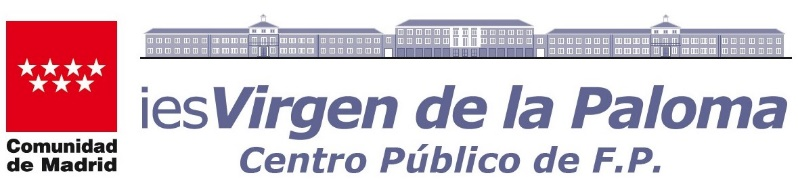 iesVirgen de la Paloma
Centro Público de F.P.
Comunidad
de Madrid